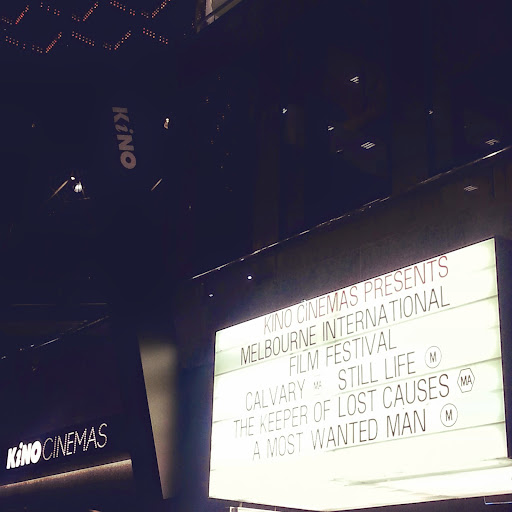 KiNO
KINO CINEMAS PRESENTS
MELBOURNE INTERNATIONAL
FILM FESTIVAL
CALVARY MA STILL LIFE M
THE KEEPER OF LOST CAUSES MA
A MOST WANTED MAN M
KiNO CINEMAS